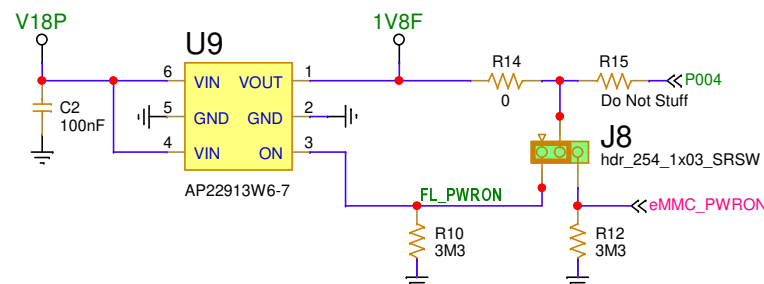 V18P
1V8F
U9
R14
R15
6
VIN
VOUT
1
P004
C2
100nF
0
Do Not Stuff
5
GND
GND
2
J8
4
VIN
ON
3
hdr_254_1x03_SRSW
AP22913W6-7
FL_PWRON
eMMC_PWRON
R10
3M3
R12
3M3